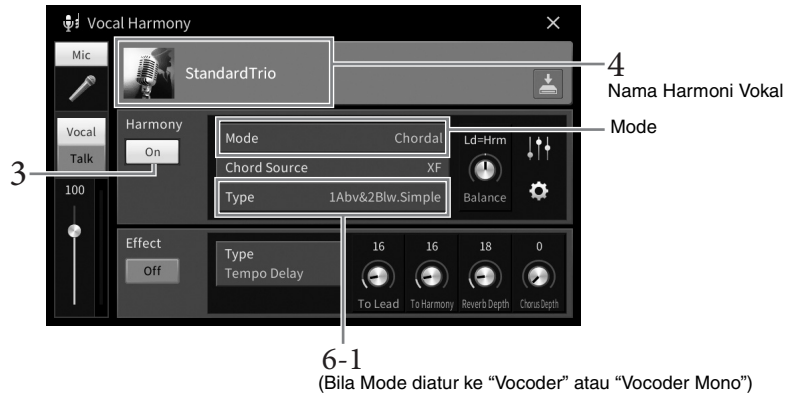 Vocal Harmony
Mic
StandardTrio
4
Nama Harmoni Vokal
Vocal
Talk
Harmony
On
Mode Chordal
Mode
Chord Source XF
Type 1Abv&2Blw.Simple
Ld=Hrm
Balance
3
100
Effect
Off
Type
Tempo Delay
16 16 18 0
To Lead To Harmony Reverb Depth Chorus Depth
6-1
(Bila Mode diatur ke “Vocoder” atau “Vocoder Mono”)